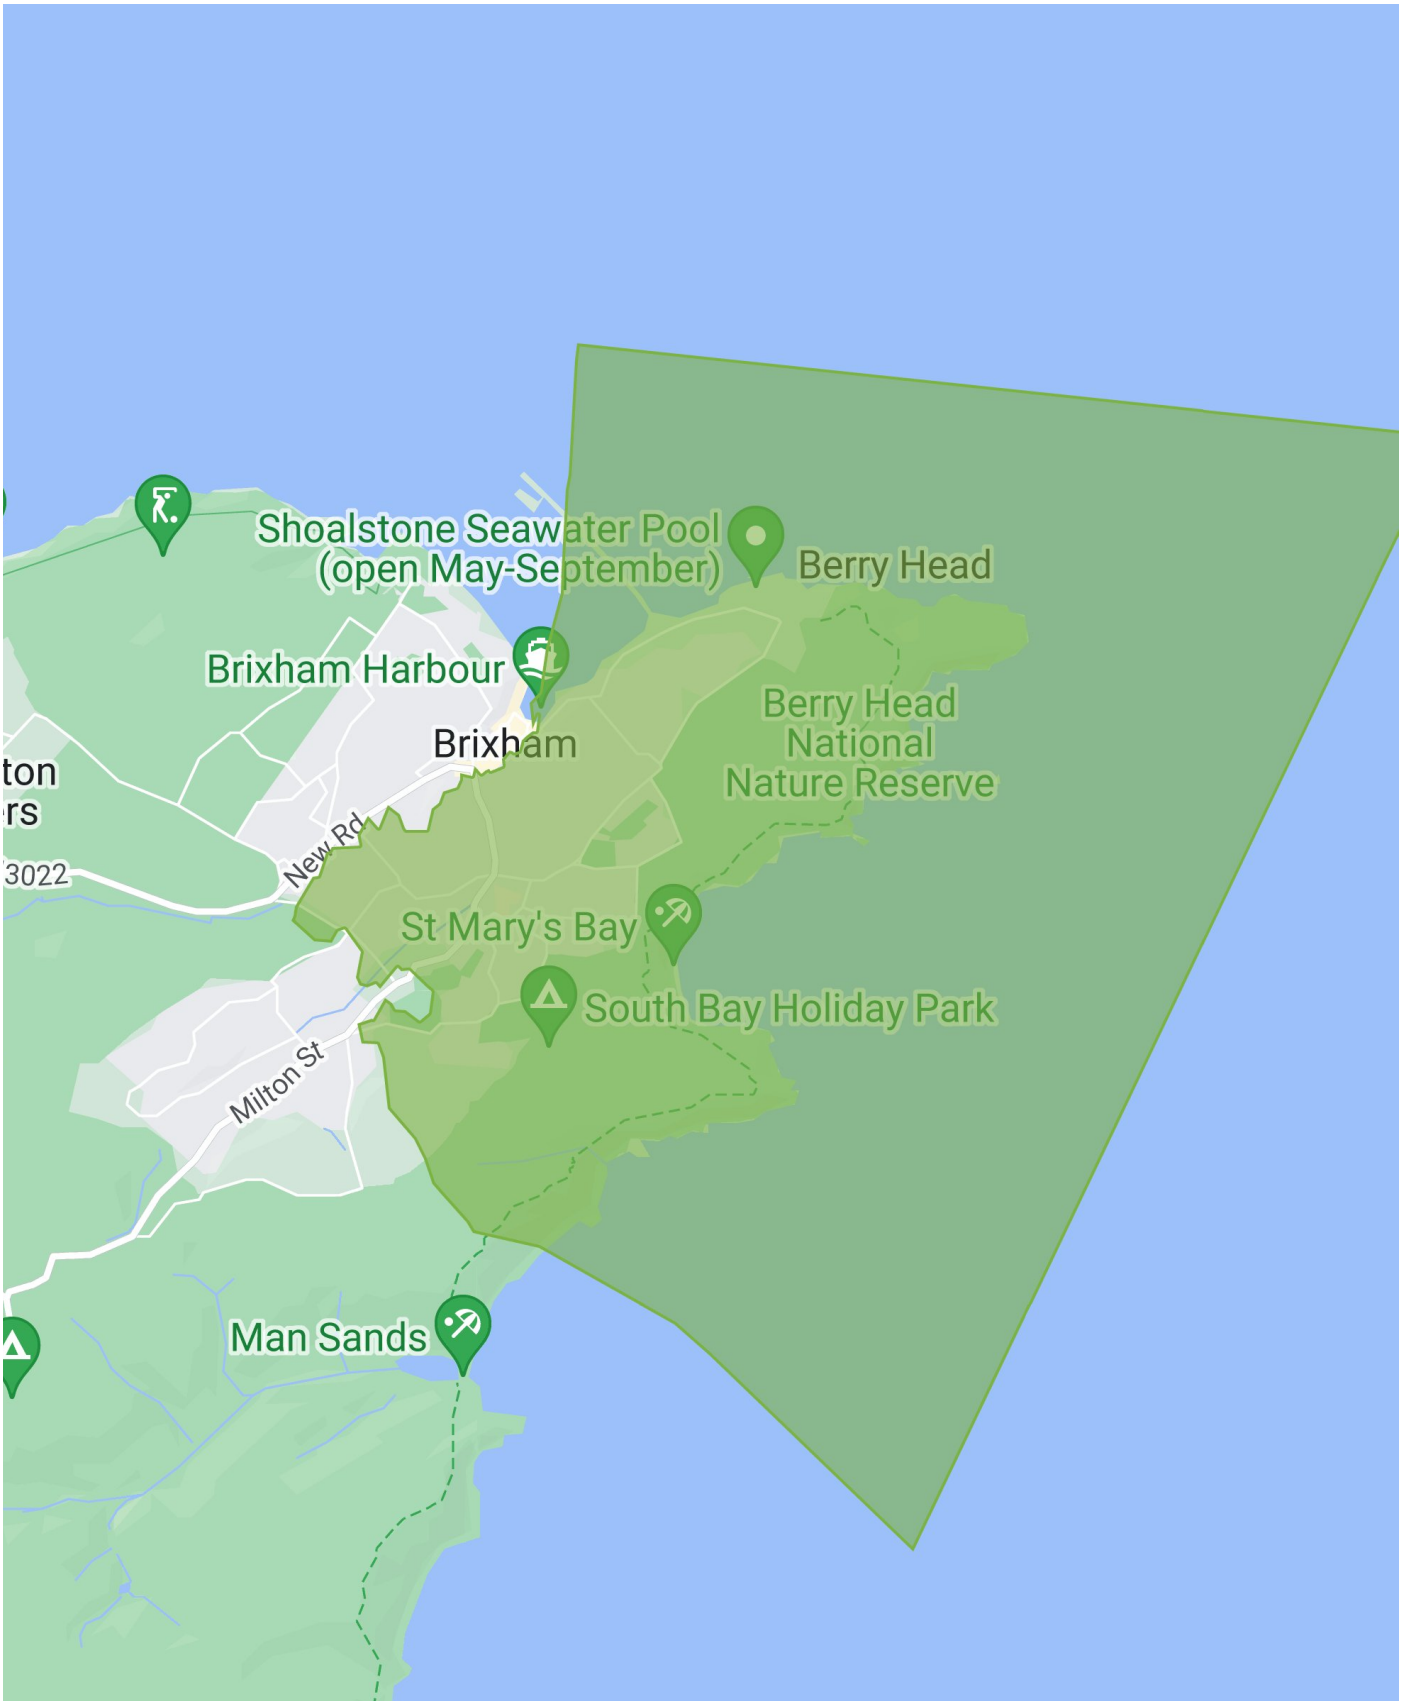 Shoalstone Seawater Pool
(open May-September)
Berry Head
Brixham Harbour
Berry Head
National
Nature Reserve
Brixham
ton
rs
New Rd
3022
St Mary's Bay
South Bay Holiday Park
Milton St
Man Sands